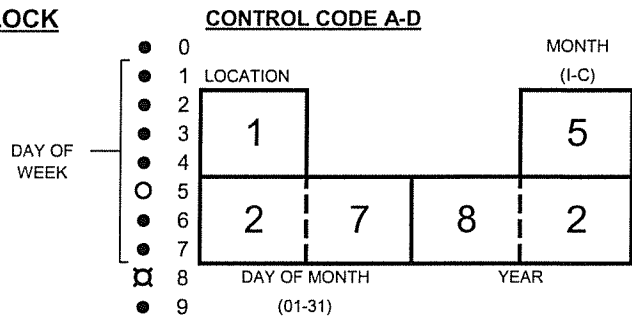 LOCK CONTROL CODE A-D
0 MONTH
1 LOCATION (I-C)
2
3 1 5
DAY OF WEEK
4
5
6 2 7 8 2
7
8 DAY OF MONTH YEAR
9 (01-31)